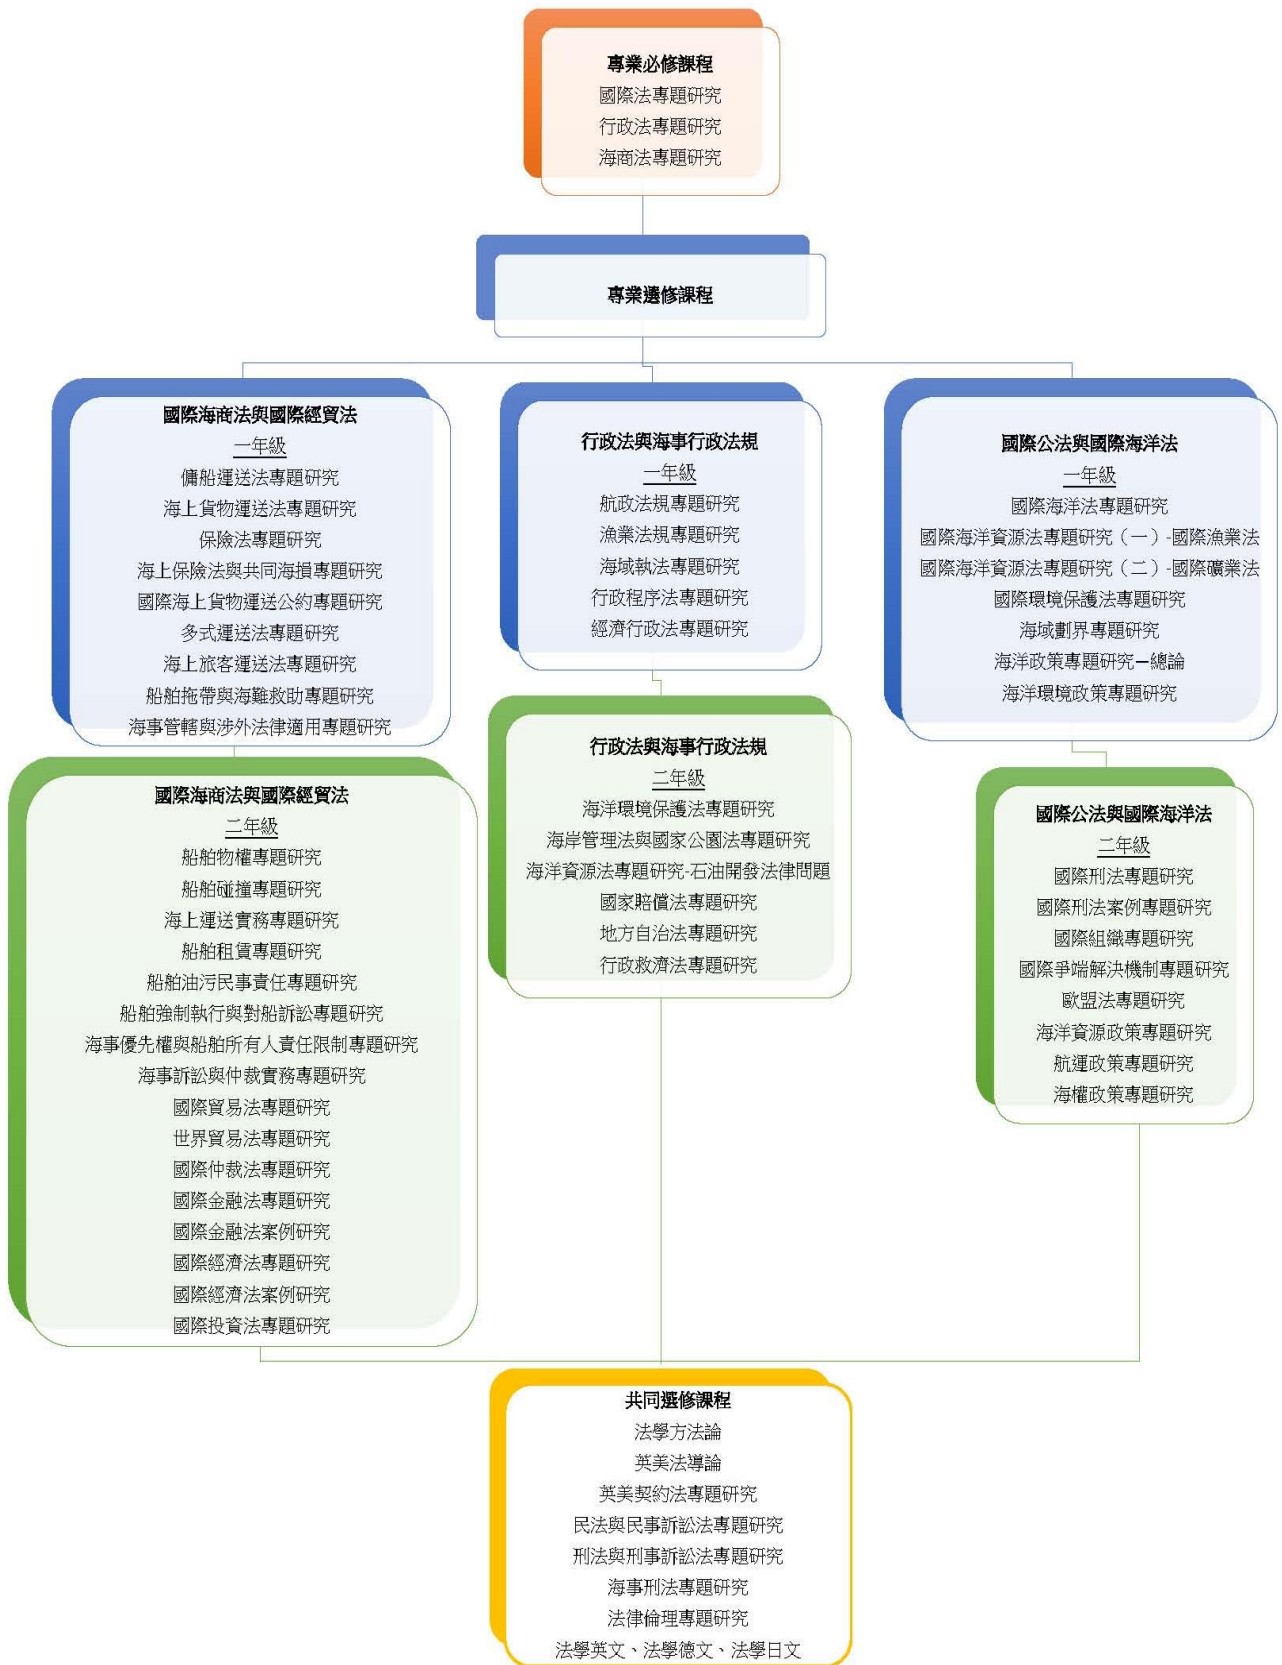 專業必修課程
國際法專題研究
行政法專題研究
海商法專題研究
專業選修課程
國際海商法與國際經貿法
一年級
傭船運送法專題研究
海上貨物運送法專題研究
保險法專題研究
海上保險法與共同海損專題研究
國際海上貨物運送公約專題研究
多式運送法專題研究
海上旅客運送法專題研究
船舶拖帶與海難救助專題研究
海事管轄與涉外法律適用專題研究
行政法與海事行政法規
一年級
航政法規專題研究
漁業法規專題研究
海域執法專題研究
行政程序法專題研究
經濟行政法專題研究
國際公法與國際海洋法
一年級
國際海洋法專題研究
國際海洋資源法專題研究（一）-國際漁業法
國際海洋資源法專題研究（二）-國際礦業法
國際環境保護法專題研究
海域劃界專題研究
海洋政策專題研究－總論
海洋環境政策專題研究
國際海商法與國際經貿法
二年級
船舶物權專題研究
船舶碰撞專題研究
海上運送實務專題研究
船舶租賃專題研究
船舶油污民事責任專題研究
船舶強制執行與對船訴訟專題研究
海事優先權與船舶所有人責任限制專題研究
海事訴訟與仲裁實務專題研究
國際貿易法專題研究
世界貿易法專題研究
國際仲裁法專題研究
國際金融法專題研究
國際金融法案例研究
國際經濟法專題研究
國際經濟法案例研究
國際投資法專題研究
行政法與海事行政法規
二年級
海洋環境保護法專題研究
海岸管理法與國家公園法專題研究
海洋資源法專題研究-石油開發法律問題
國家賠償法專題研究
地方自治法專題研究
行政救濟法專題研究
國際公法與國際海洋法
二年級
國際刑法專題研究
國際刑法案例專題研究
國際組織專題研究
國際爭端解決機制專題研究
歐盟法專題研究
海洋資源政策專題研究
航運政策專題研究
海權政策專題研究
共同選修課程
法學方法論
英美法導論
英美契約法專題研究
民法與民事訴訟法專題研究
刑法與刑事訴訟法專題研究
海事刑法專題研究
法律倫理專題研究
法學英文、法學德文、法學日文